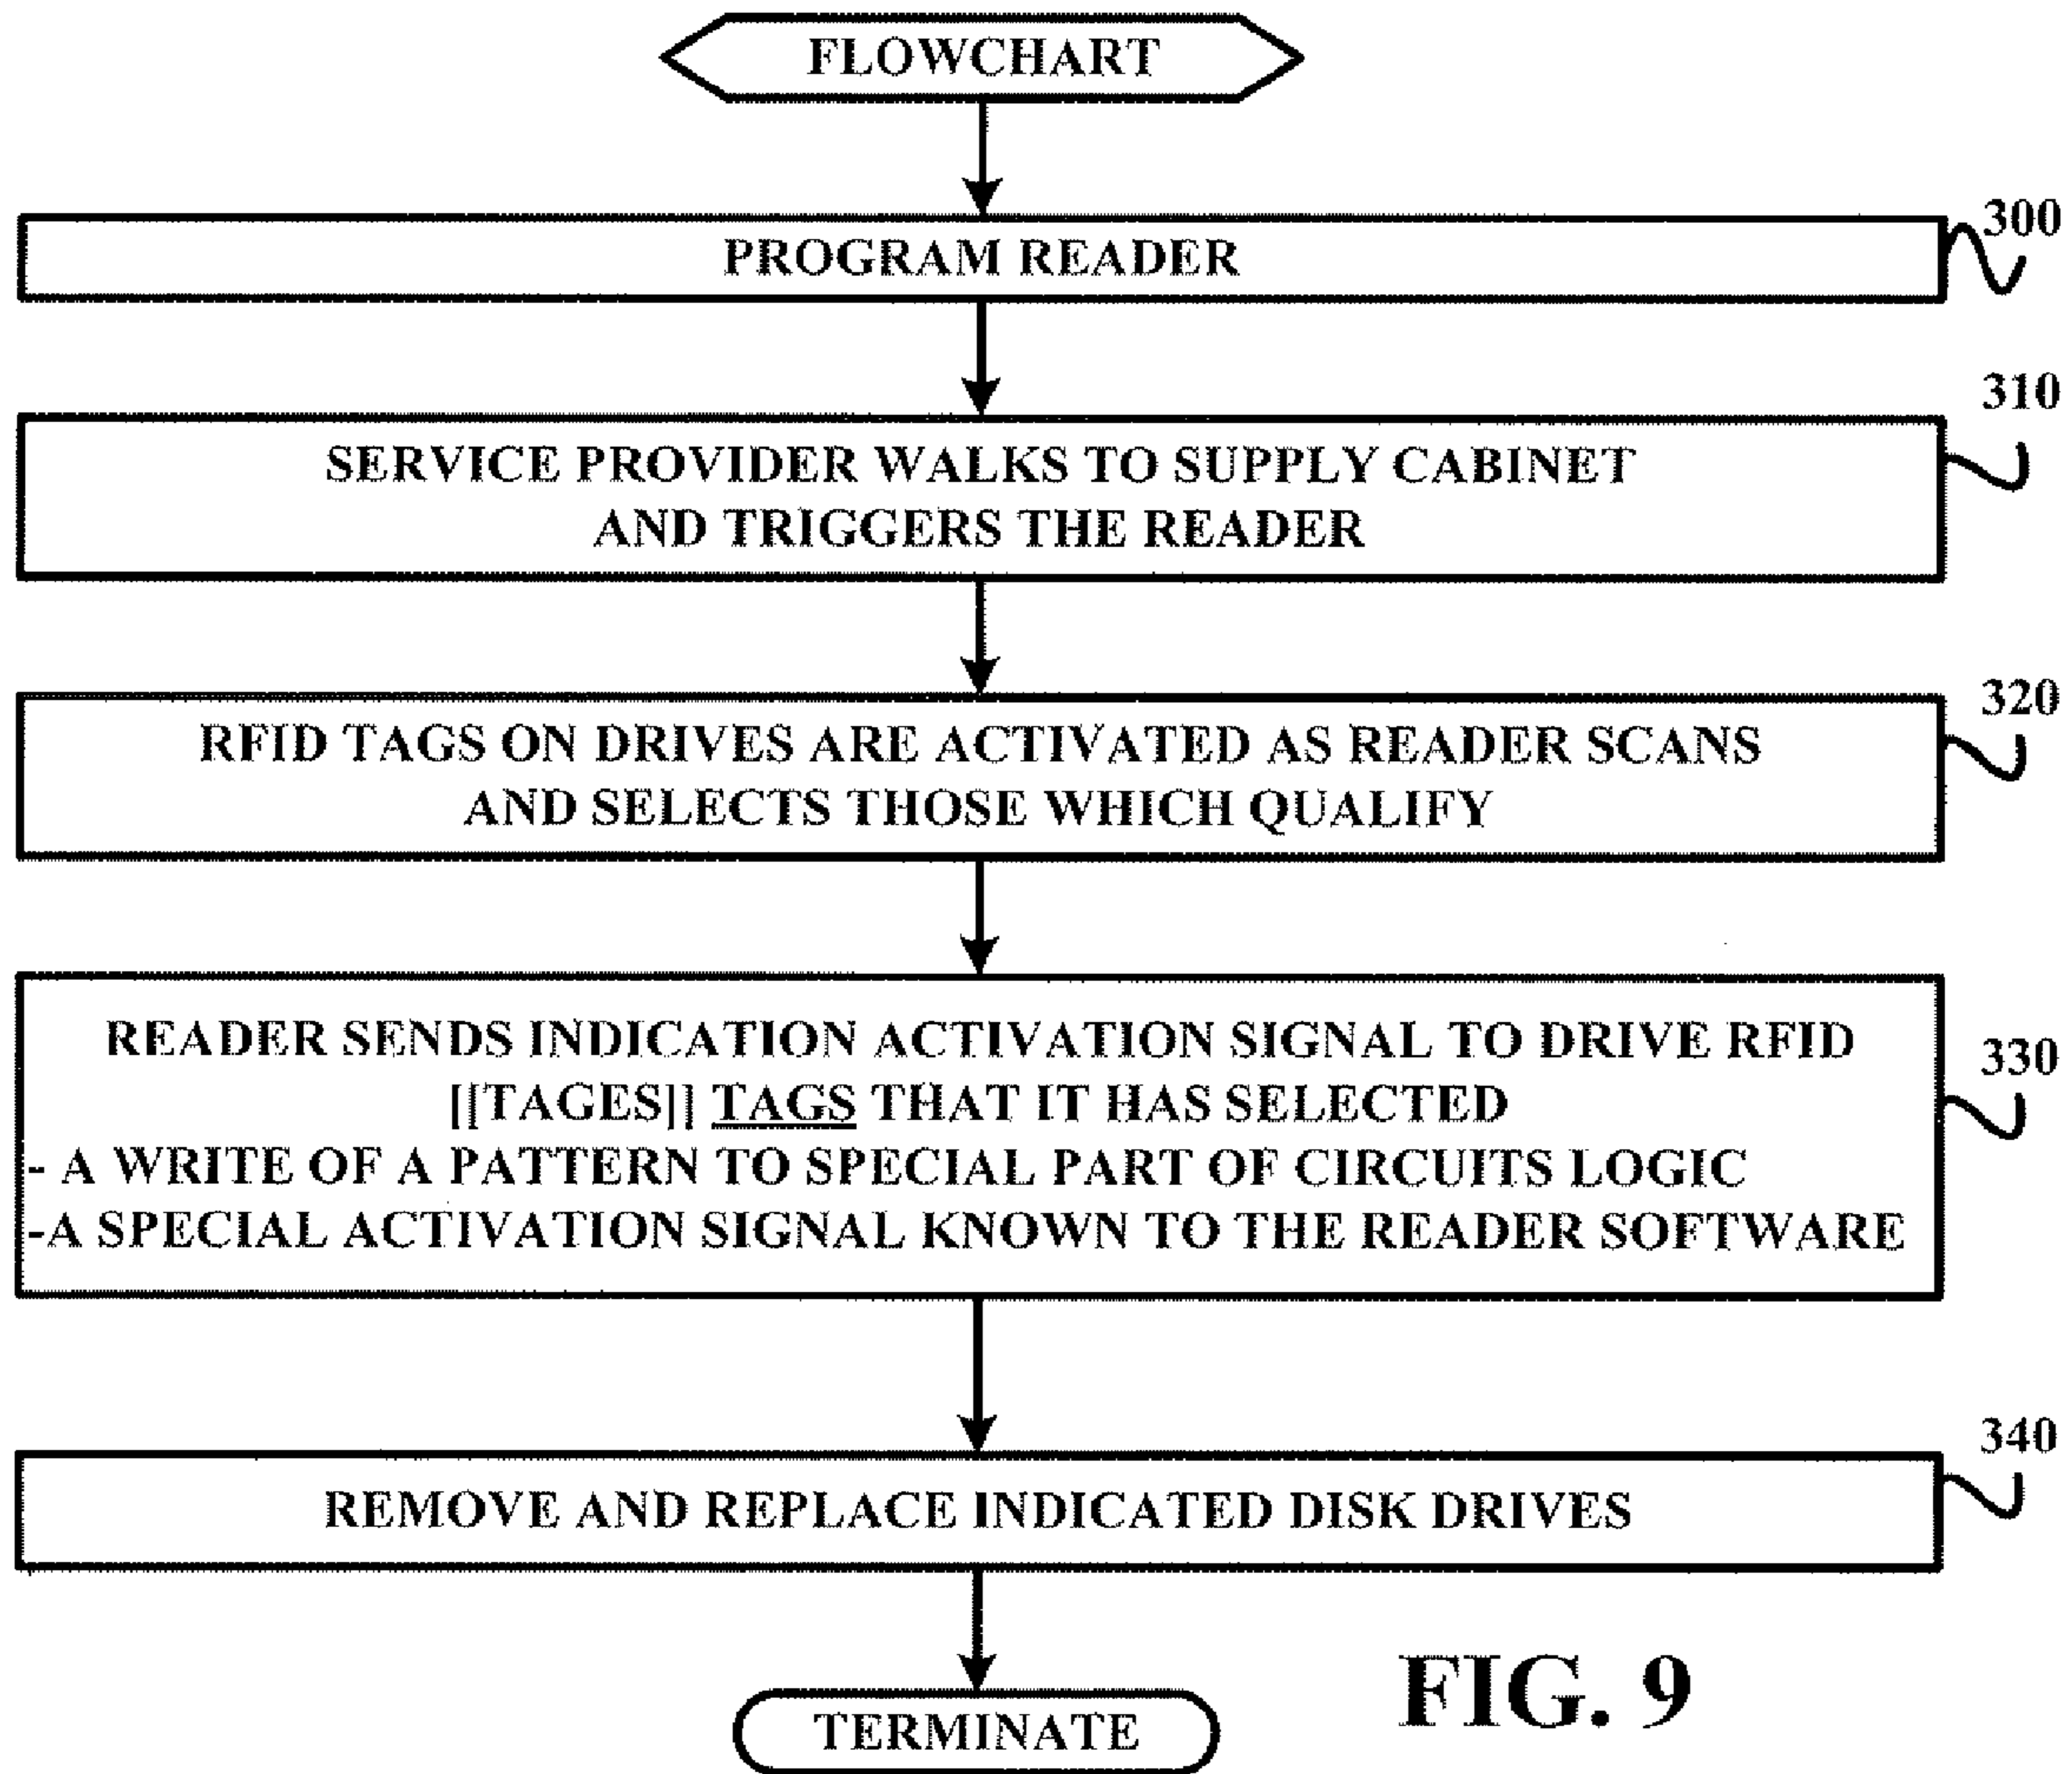 FLOWCHART
PROGRAM READER
300
SERVICE PROVIDER WALKS TO SUPPLY CABINET
AND TRIGGERS THE READER
310
RFID TAGS ON DRIVES ARE ACTIVATED AS READER SCANS
AND SELECTS THOSE WHICH QUALIFY
320
READER SENDS INDICATION ACTIVATION SIGNAL TO DRIVE RFID
[[TAGES]] TAGS THAT IT HAS SELECTED
- A WRITE OF A PATTERN TO SPECIAL PART OF CIRCUITS LOGIC
-A SPECIAL ACTIVATION SIGNAL KNOWN TO THE READER SOFTWARE
330
REMOVE AND REPLACE INDICATED DISK DRIVES
340
TERMINATE
FIG. 9